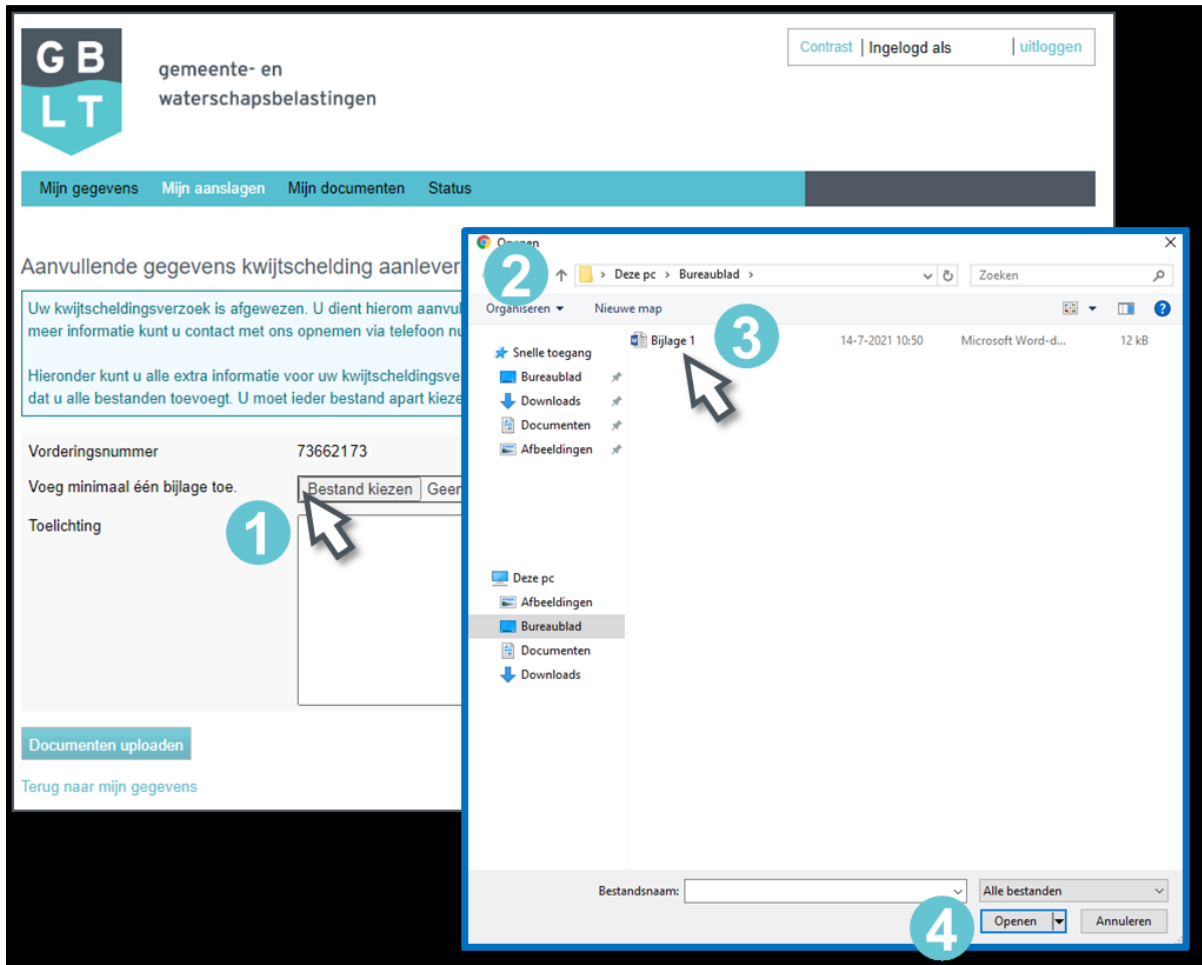 GB
LT
gemeente- en
waterschapsbelastingen
Contrast | Ingelogd als | uitloggen
Mijn gegevens Mijn aanslagen Mijn documenten Status
Aanvullende gegevens kwijtschelding aanlever
Uw kwijtscheldingsverzoek is afgewezen. U dient hierom aanvul
meer informatie kunt u contact met ons opnemen via telefoon nu
Hieronder kunt u alle extra informatie voor uw kwijtscheldingsve
dat u alle bestanden toevoegt. U moet ieder bestand apart kieze
Vorderingsnummer 73662173
Voeg minimaal één bijlage toe. Bestand kiezen Geen
1
Toelichting
Documenten uploaden
Terug naar mijn gegevens
Openen
2
Deze pc > Bureaublad >
Zoeken
Organiseren Nieuwe map
3
Bijlage 1 14-7-2021 10:50 Microsoft Word-d... 12 kB
Snelle toegang
Bureaublad
Downloads
Documenten
Afbeeldingen
Deze pc
Afbeeldingen
Bureaublad
Documenten
Downloads
Bestandsnaam: Alle bestanden
4
Openen Annuleren